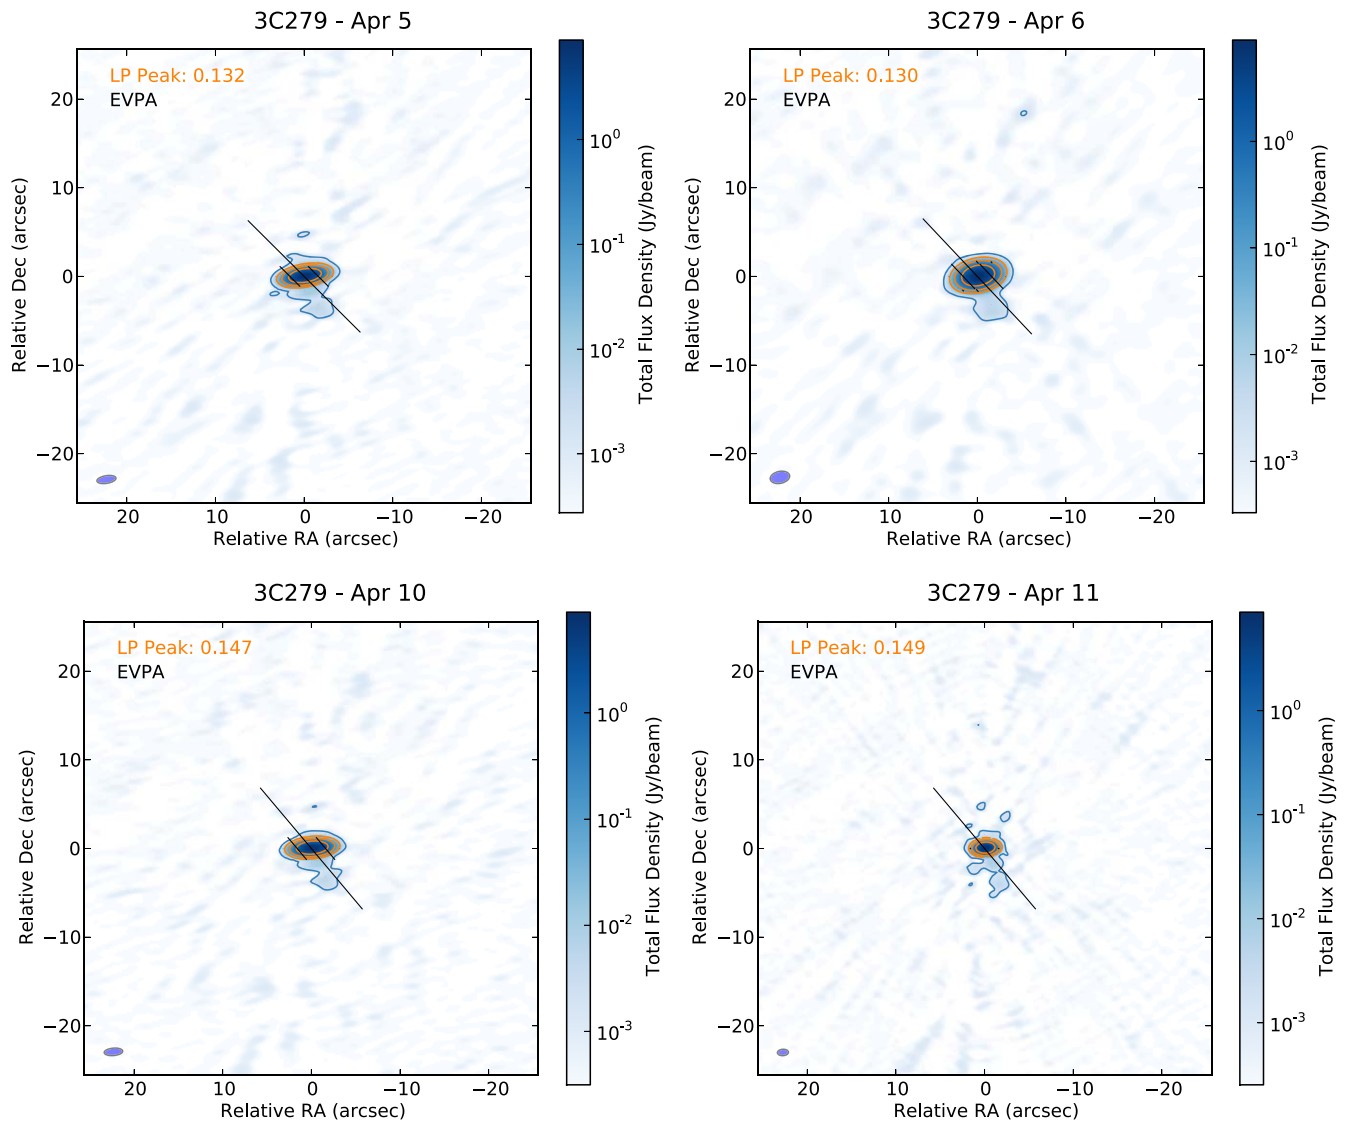 3C279 - Apr 5
LP Peak: 0.132
EVPA
20
10
0
−10
−20
Relative Dec (arcsec)
20
10
0
−10
−20
Relative RA (arcsec)
10^0
10^-1
10^-2
10^-3
Total Flux Density (Jy/beam)
3C279 - Apr 6
LP Peak: 0.130
EVPA
20
10
0
−10
−20
Relative Dec (arcsec)
20
10
0
−10
−20
Relative RA (arcsec)
10^0
10^-1
10^-2
10^-3
Total Flux Density (Jy/beam)
3C279 - Apr 10
LP Peak: 0.147
EVPA
20
10
0
−10
−20
Relative Dec (arcsec)
20
10
0
−10
−20
Relative RA (arcsec)
10^0
10^-1
10^-2
10^-3
Total Flux Density (Jy/beam)
3C279 - Apr 11
LP Peak: 0.149
EVPA
20
10
0
−10
−20
Relative Dec (arcsec)
20
10
0
−10
−20
Relative RA (arcsec)
10^0
10^-1
10^-2
10^-3
Total Flux Density (Jy/beam)